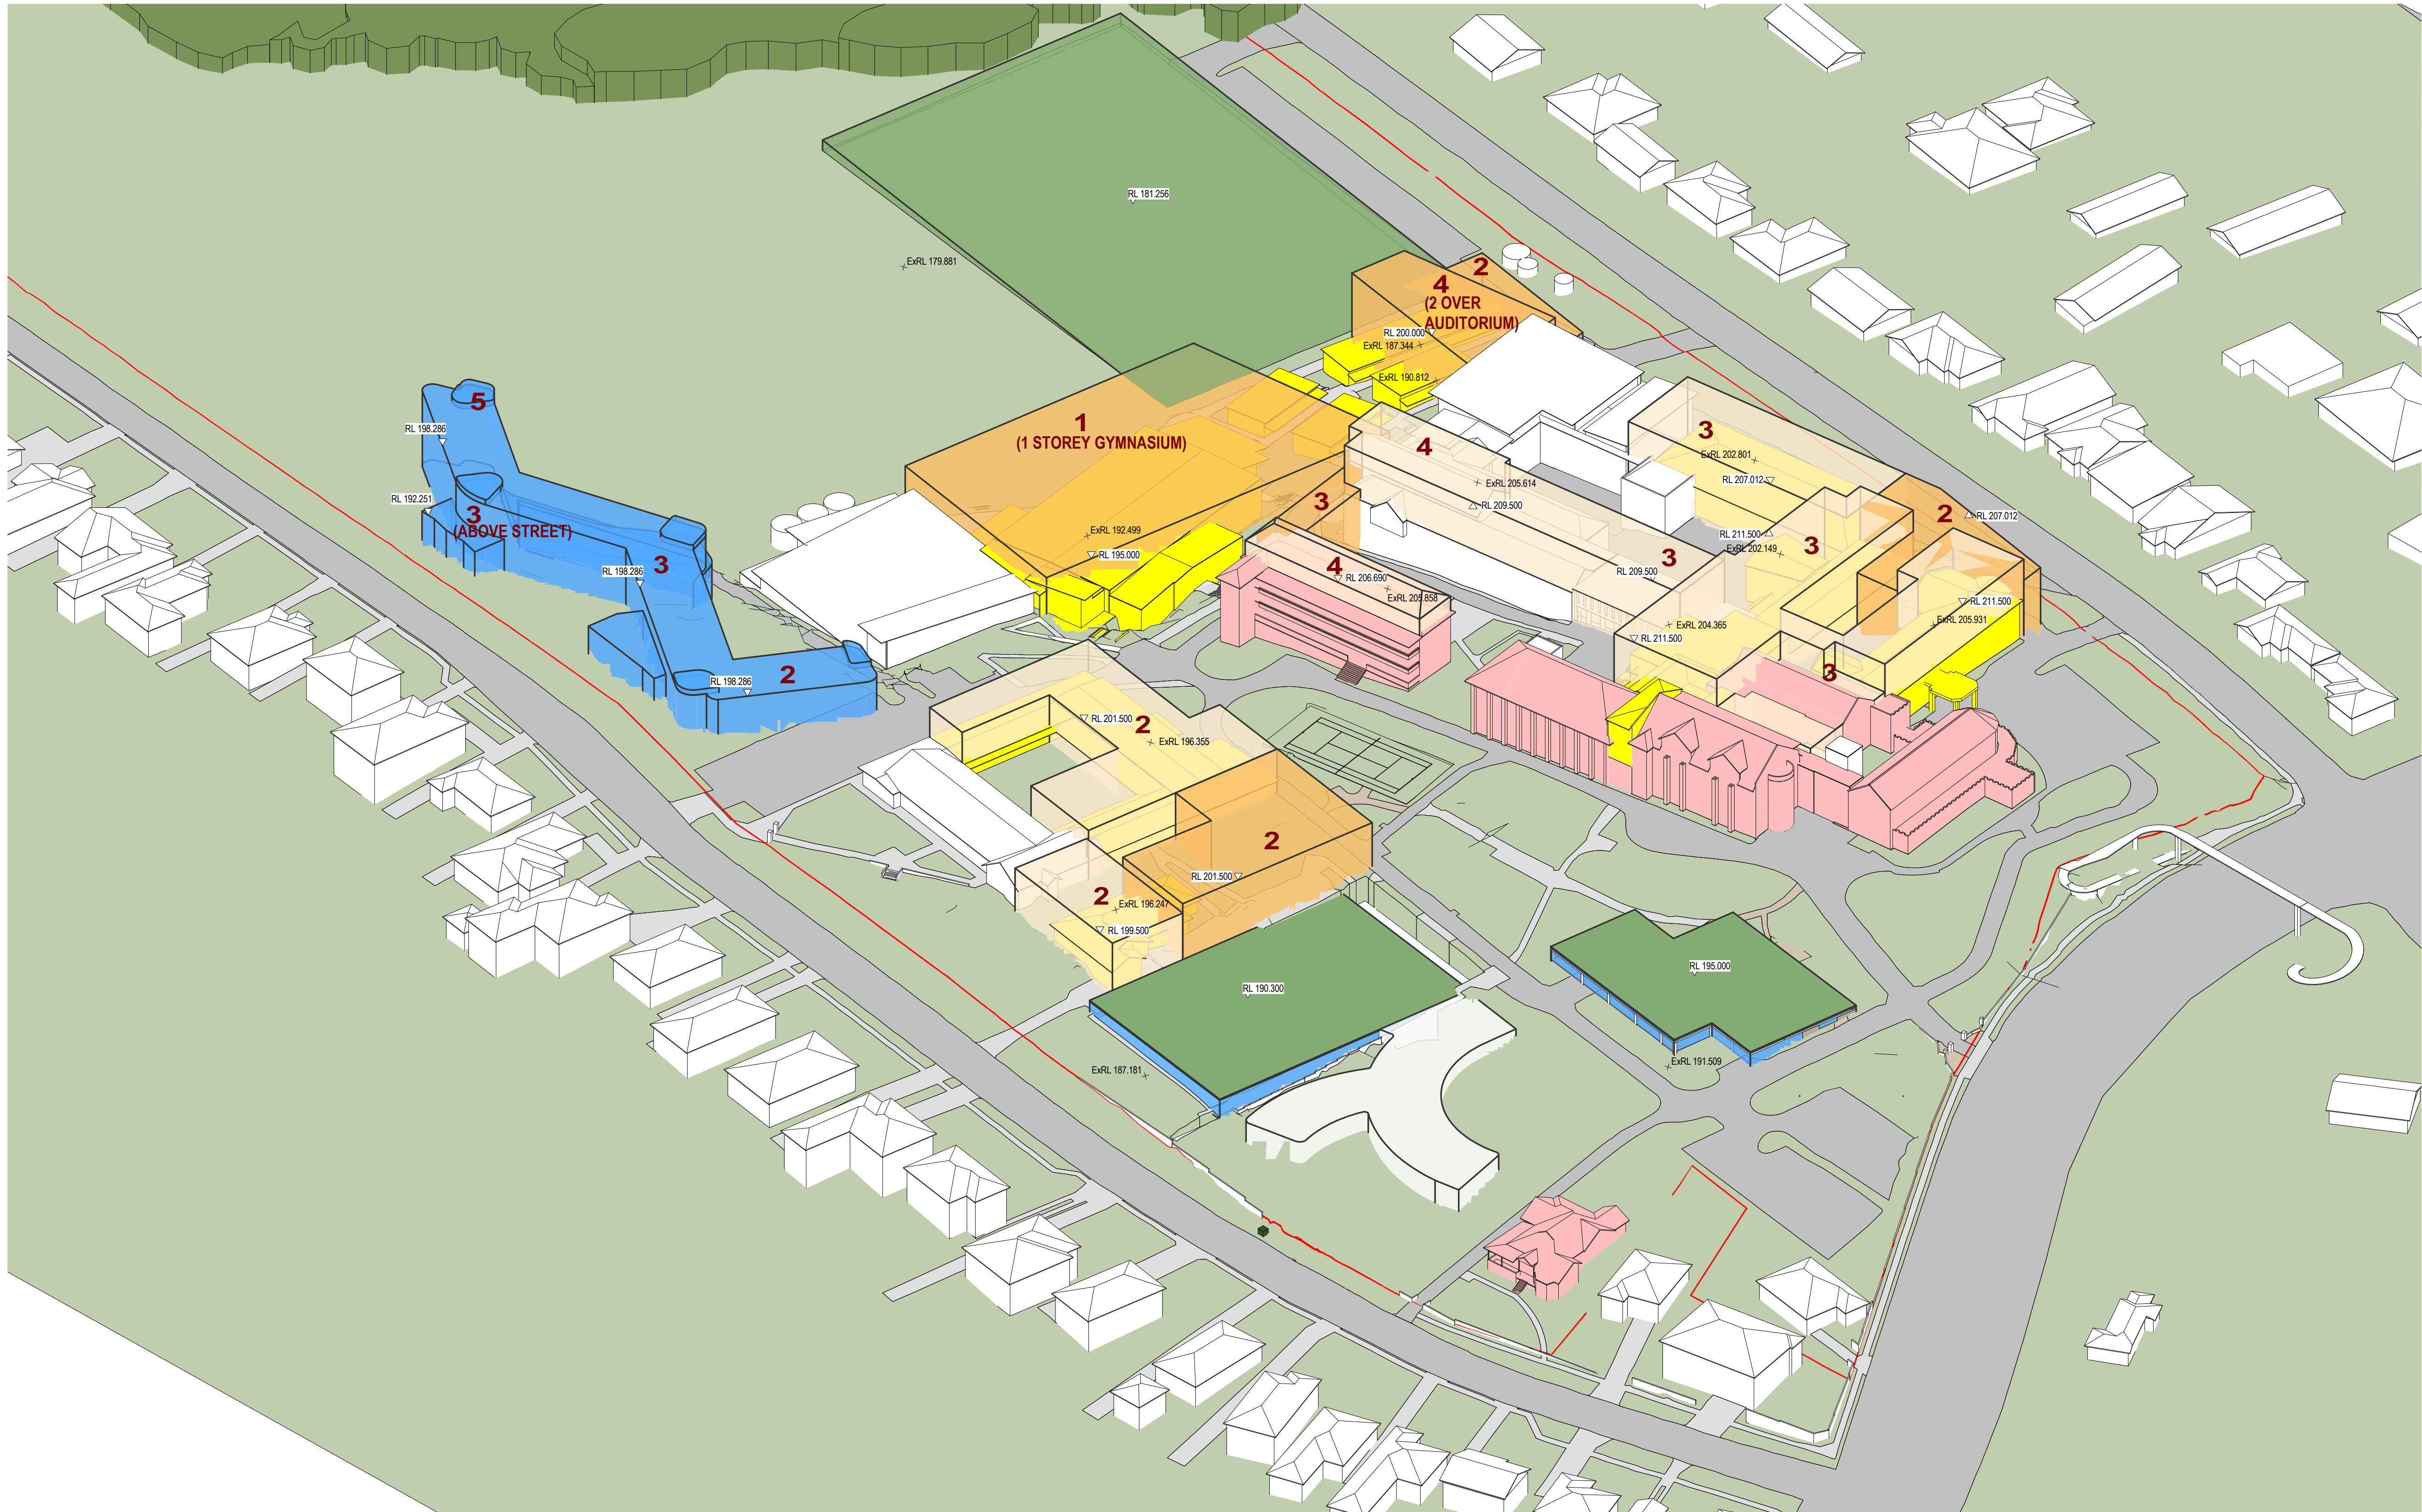 RL 181.256
ExRL 179.881
2
4
(2 OVER
AUDITORIUM)
RL 200.000
ExRL 187.344
ExRL 190.812
5
RL 198.286
1
(1 STOREY GYMNASIUM)
4
3
ExRL 202.801
RL 207.012
ExRL 205.614
RL 209.500
RL 192.251
3
(ABOVE STREET)
3
2
RL 207.012
ExRL 192.499
RL 195.000
RL 211.500
ExRL 202.149
3
3
RL 198.286
3
4
RL 206.690
ExRL 205.858
RL 209.500
RL 211.500
ExRL 205.931
ExRL 204.365
RL 211.500
3
RL 198.286
2
RL 201.500
2
ExRL 196.355
2
RL 201.500
2
ExRL 196.247
RL 199.500
RL 195.000
RL 190.300
ExRL 187.181
ExRL 191.509